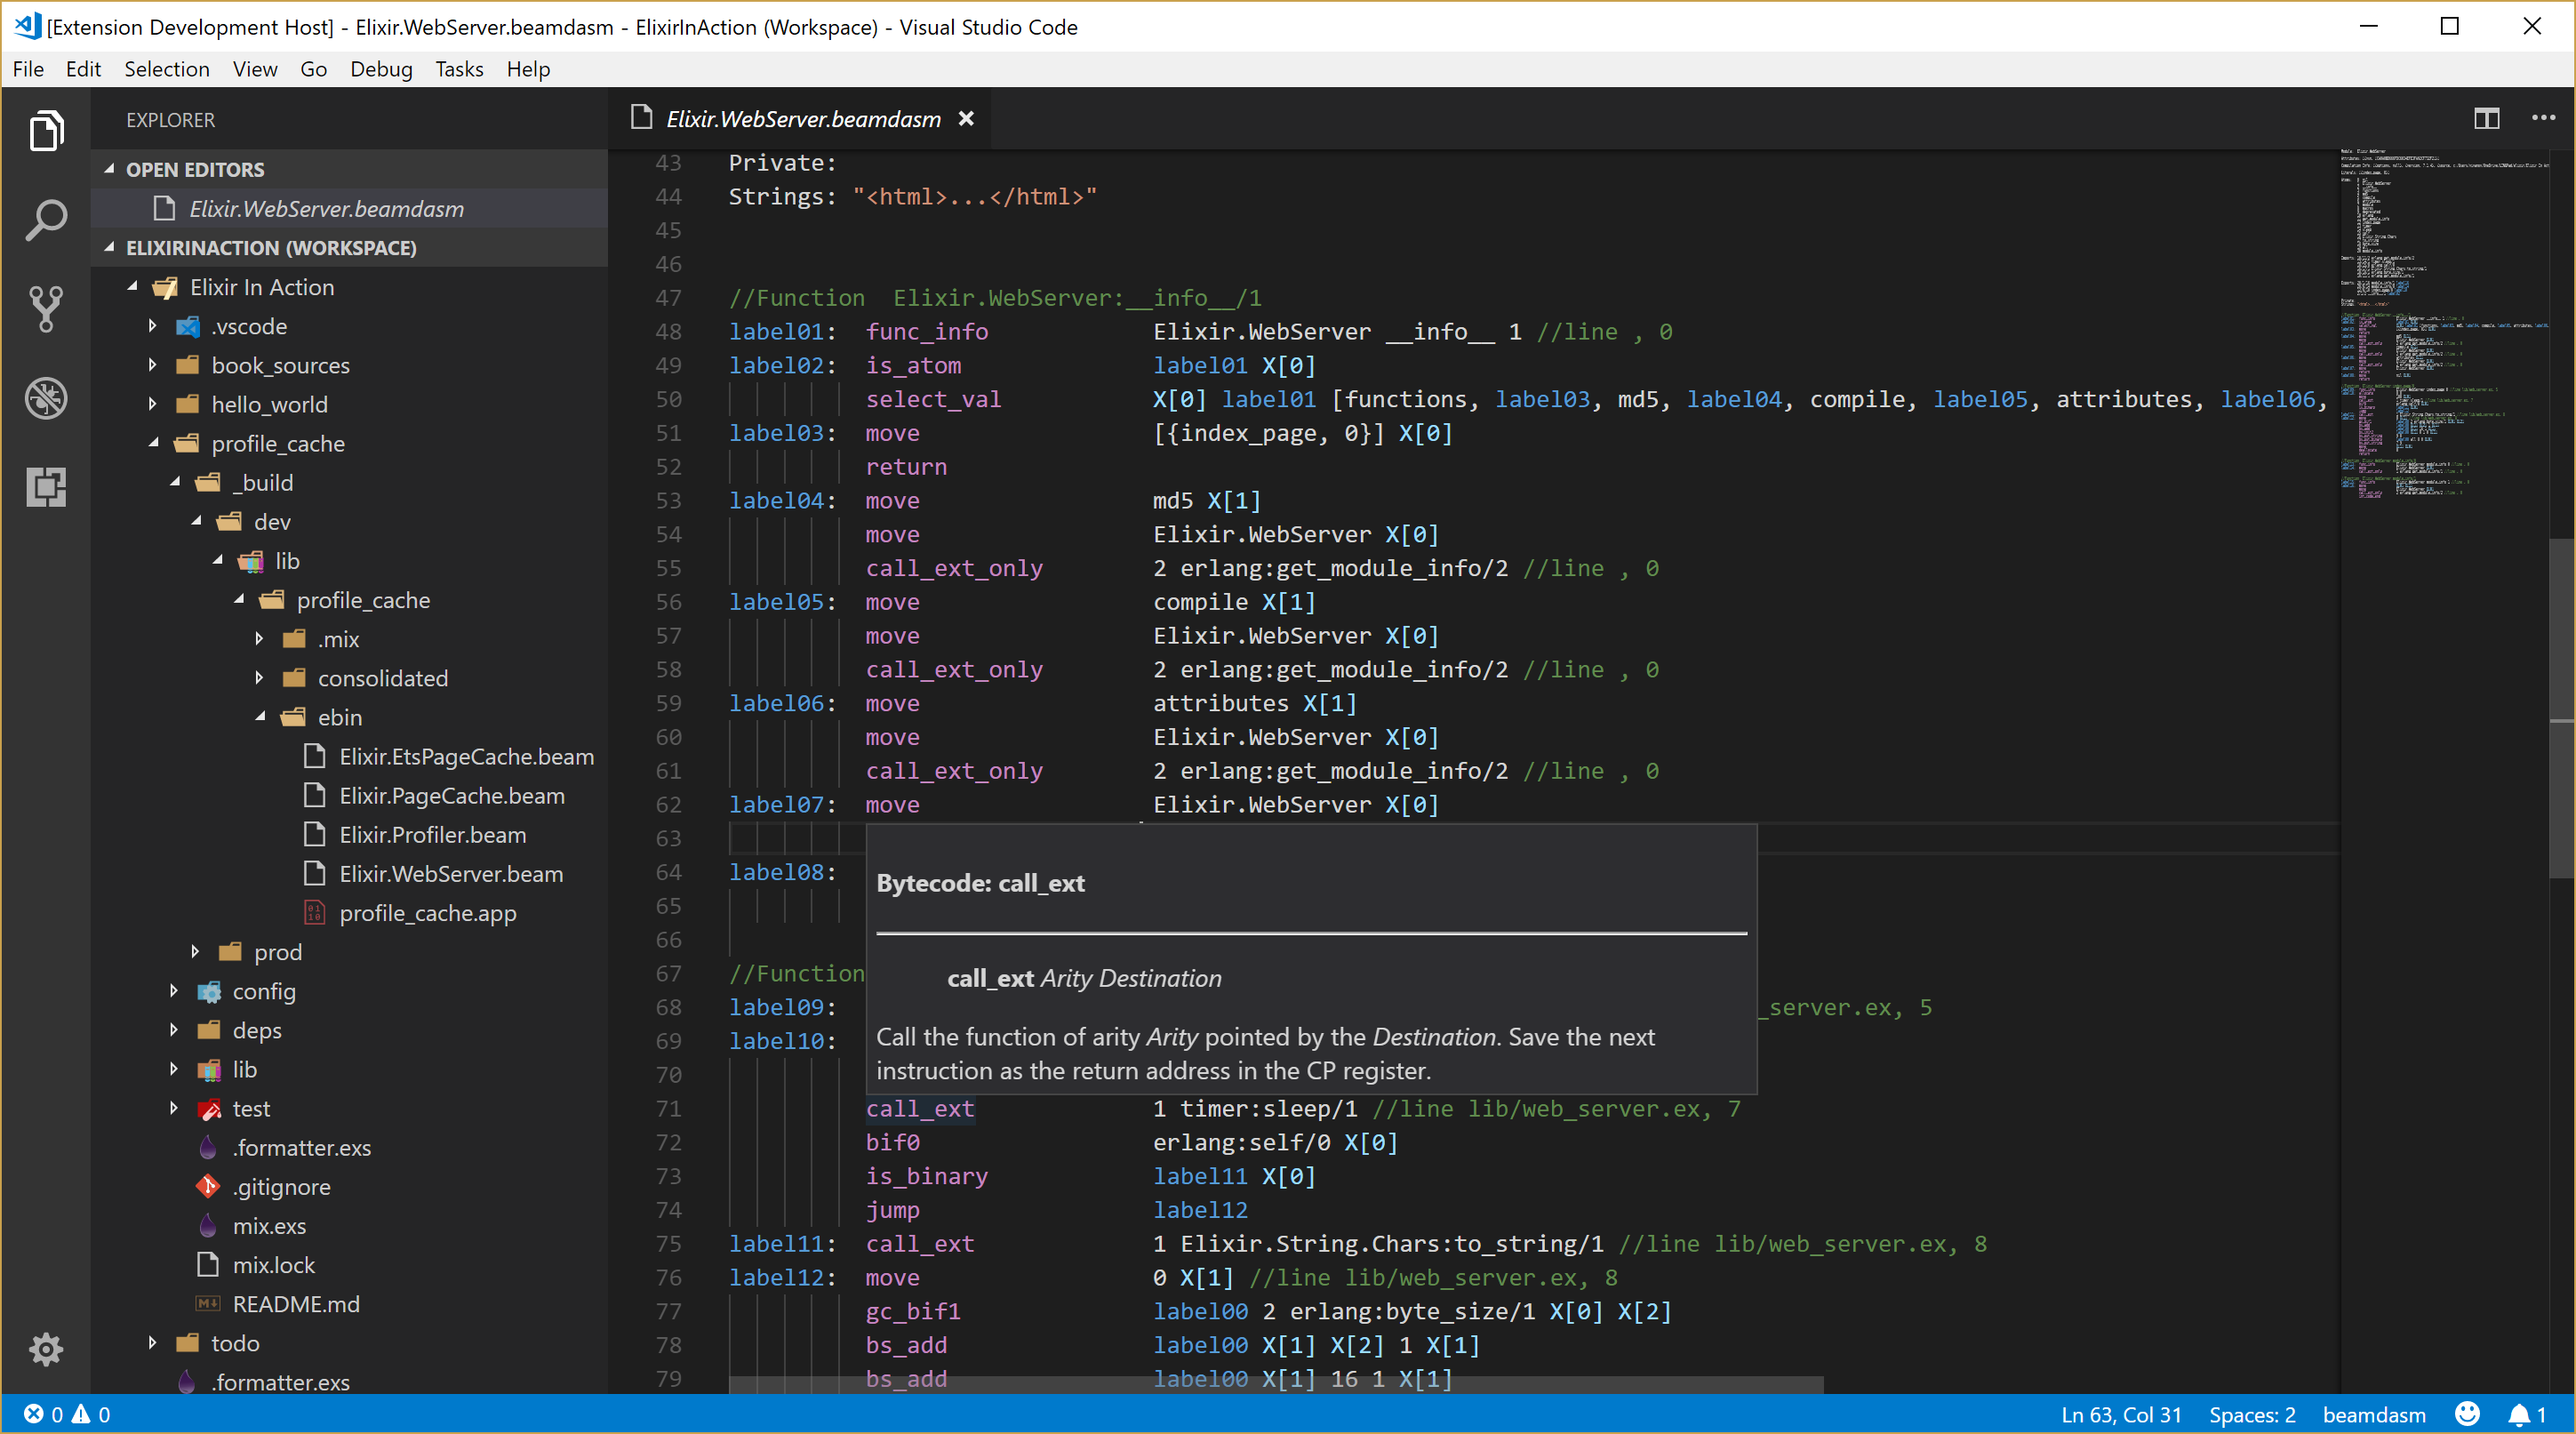 [Extension Development Host] - Elixir.WebServer.beamdasm - ElixirInAction (Workspace) - Visual Studio Code
File Edit Selection View Go Debug Tasks Help
EXPLORER
OPEN EDITORS
Elixir.WebServer.beamdasm
ELIXIRINACTION (WORKSPACE)
Elixir In Action
.vscode
book_sources
hello_world
profile_cache
_build
dev
lib
profile_cache
.mix
consolidated
ebin
Elixir.EtsPageCache.beam
Elixir.PageCache.beam
Elixir.Profiler.beam
Elixir.WebServer.beam
profile_cache.app
prod
config
deps
lib
test
.formatter.exs
.gitignore
mix.exs
mix.lock
README.md
todo
.formatter.exs
Elixir.WebServer.beamdasm
43 Private:
44 Strings: "<html>...</html>"
45
46
47 //Function  Elixir.WebServer:__info__/1
48 label01: func_info Elixir.WebServer __info__ 1 //line , 0
49 label02: is_atom label01 X[0]
50 select_val X[0] label01 [functions, label03, md5, label04, compile, label05, attributes, label06,
51 label03: move [{index_page, 0}] X[0]
52 return
53 label04: move md5 X[1]
54 move Elixir.WebServer X[0]
55 call_ext_only 2 erlang:get_module_info/2 //line , 0
56 label05: move compile X[1]
57 move Elixir.WebServer X[0]
58 call_ext_only 2 erlang:get_module_info/2 //line , 0
59 label06: move attributes X[1]
60 move Elixir.WebServer X[0]
61 call_ext_only 2 erlang:get_module_info/2 //line , 0
62 label07: move Elixir.WebServer X[0]
63
64 label08:
65
66
67 //Function
68 label09: _server.ex, 5
69 label10:
70
Bytecode: call_ext
call_ext Arity Destination
Call the function of arity Arity pointed by the Destination. Save the next
instruction as the return address in the CP register.
71 call_ext 1 timer:sleep/1 //line lib/web_server.ex, 7
72 bif0 erlang:self/0 X[0]
73 is_binary label11 X[0]
74 jump label12
75 label11: call_ext 1 Elixir.String.Chars:to_string/1 //line lib/web_server.ex, 8
76 label12: move 0 X[1] //line lib/web_server.ex, 8
77 gc_bif1 label00 2 erlang:byte_size/1 X[0] X[2]
78 bs_add label00 X[1] X[2] 1 X[1]
79 bs_add label00 X[1] 16 1 X[1]
0 0 Ln 63, Col 31 Spaces: 2 beamdasm 1